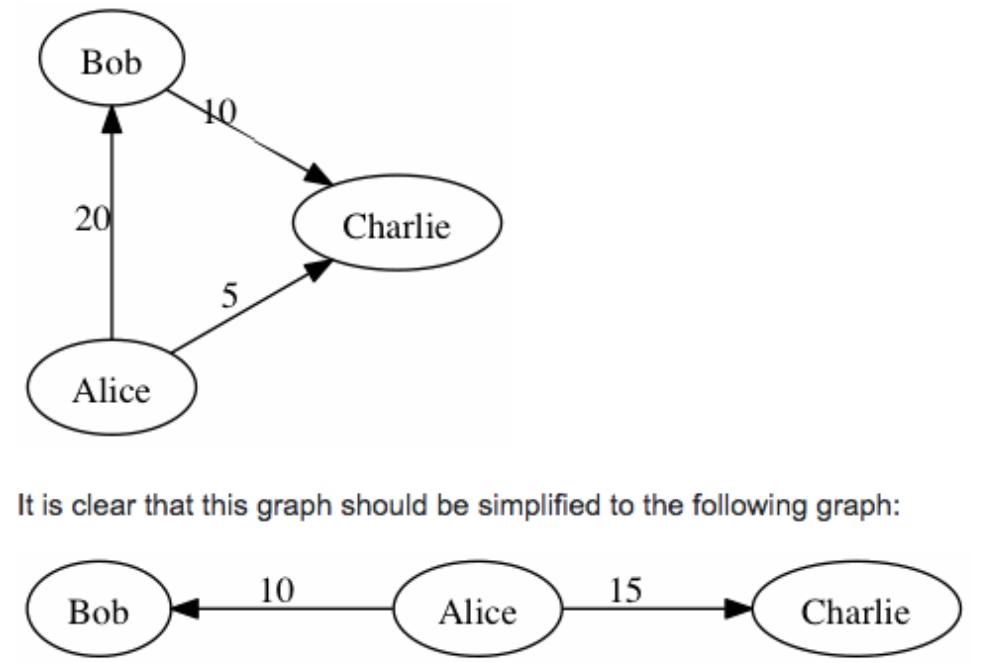 Bob
10
20
Charlie
5
Alice
It is clear that this graph should be simplified to the following graph:
Bob 10 Alice 15 Charlie